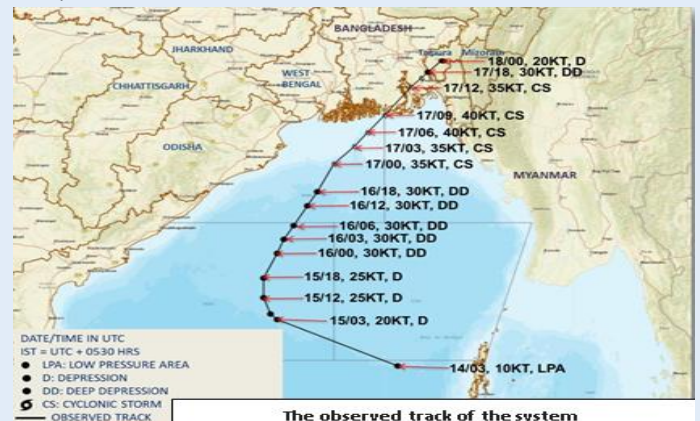 BANGLADESH
JHARKHAND
Tripura Mizoram
18/00, 20KT, D
17/18, 30KT, DD
WEST
BENGAL
CHHATTISGARH
17/12, 35KT, CS
17/09, 40KT, CS
17/06, 40KT, CS
ODISHA
17/03, 35KT, CS
17/00, 35KT, CS
MYANMAR
16/18, 30KT, DD
16/12, 30KT, DD
16/06, 30KT, DD
16/03, 30KT, DD
16/00, 30KT, DD
15/18, 25KT, D
15/12, 25KT, D
15/03, 20KT, D
DATE/TIME IN UTC
IST = UTC + 0530 HRS
LPA: LOW PRESSURE AREA
D: DEPRESSION
DD: DEEP DEPRESSION
CS: CYCLONIC STORM
OBSERVED TRACK
14/03, 10KT, LPA
The observed track of the system